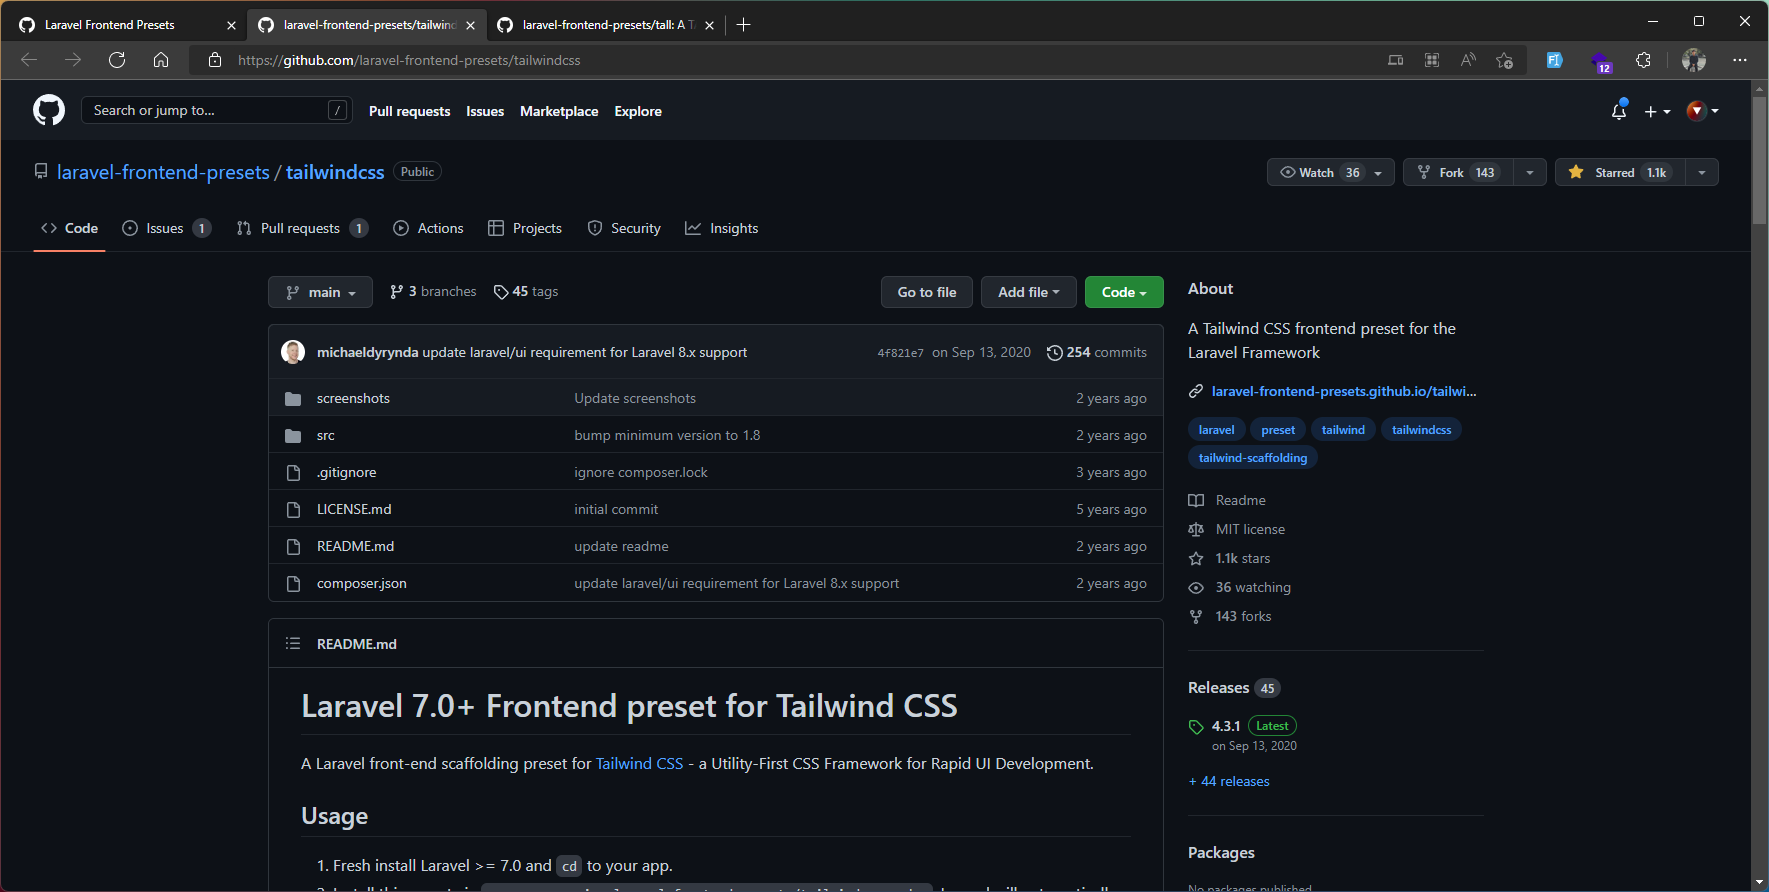 Laravel Frontend Presets
laravel-frontend-presets/tailwind
laravel-frontend-presets/tall: A T
https://github.com/laravel-frontend-presets/tailwindcss
12
Search or jump to...
/
Pull requests
Issues
Marketplace
Explore
laravel-frontend-presets / tailwindcss Public
Watch 36
Fork 143
Starred 1.1k
Code
Issues 1
Pull requests 1
Actions
Projects
Security
Insights
main
3 branches
45 tags
Go to file
Add file
Code
michaeldyrynda update laravel/ui requirement for Laravel 8.x support
4f821e7 on Sep 13, 2020
254 commits
screenshots Update screenshots 2 years ago
src bump minimum version to 1.8 2 years ago
.gitignore ignore composer.lock 3 years ago
LICENSE.md initial commit 5 years ago
README.md update readme 2 years ago
composer.json update laravel/ui requirement for Laravel 8.x support 2 years ago
README.md
Laravel 7.0+ Frontend preset for Tailwind CSS
A Laravel front-end scaffolding preset for Tailwind CSS - a Utility-First CSS Framework for Rapid UI Development.
Usage
1. Fresh install Laravel >= 7.0 and cd to your app.
About
A Tailwind CSS frontend preset for the
Laravel Framework
laravel-frontend-presets.github.io/tailwi...
laravel preset tailwind tailwindcss
tailwind-scaffolding
Readme
MIT license
1.1k stars
36 watching
143 forks
Releases 45
4.3.1 Latest
on Sep 13, 2020
+ 44 releases
Packages
No packages published